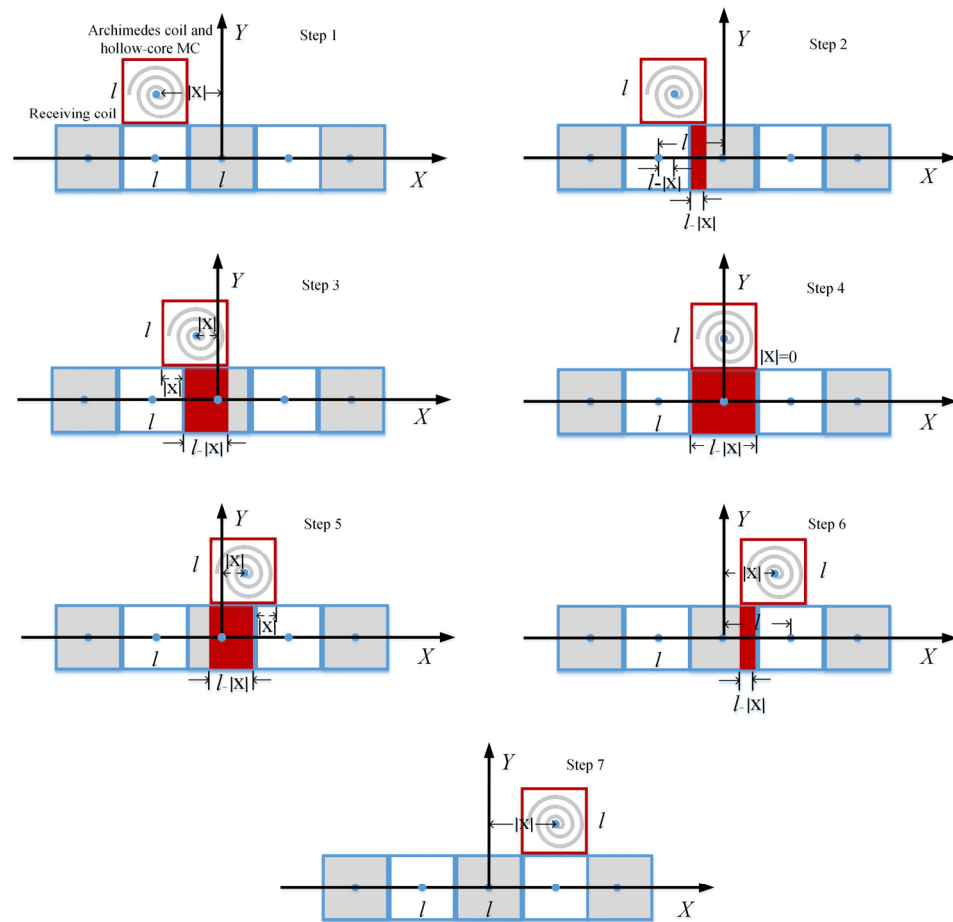 Archimedes coil and
hollow-core MC
Step 1
Y
l
|x|
Receiving coil
l
l
X
Step 2
Y
l
l
l-|x|
X
l-|x|
Step 3
Y
l
|x|
|x|
l
X
l-|x|
Step 4
Y
l
|x|=0
l
X
l-|x|
Step 5
Y
l
|x|
|x|
l
X
l-|x|
Step 6
Y
|x|
l
l
l
X
l-|x|
Step 7
Y
|x|
l
l
l
X